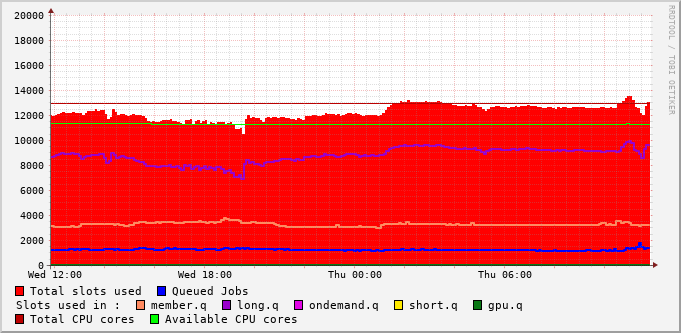 20000
18000
16000
14000
12000
10000
8000
6000
4000
2000
0
Wed 12:00 Wed 18:00 Thu 00:00 Thu 06:00
RRDTOOL / TOBI OETIKER
Total slots used Queued Jobs
Slots used in : member.q long.q ondemand.q short.q gpu.q
Total CPU cores Available CPU cores